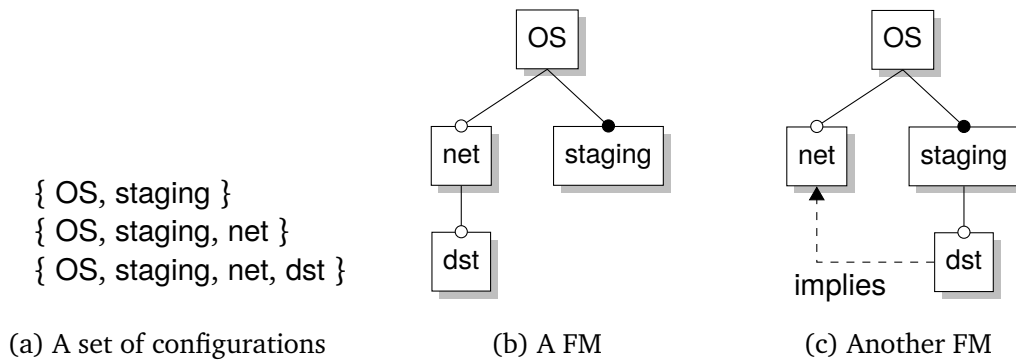 OS
net
staging
dst
OS
net
staging
dst
implies
{ OS, staging }
{ OS, staging, net }
{ OS, staging, net, dst }
(a) A set of configurations
(b) A FM
(c) Another FM